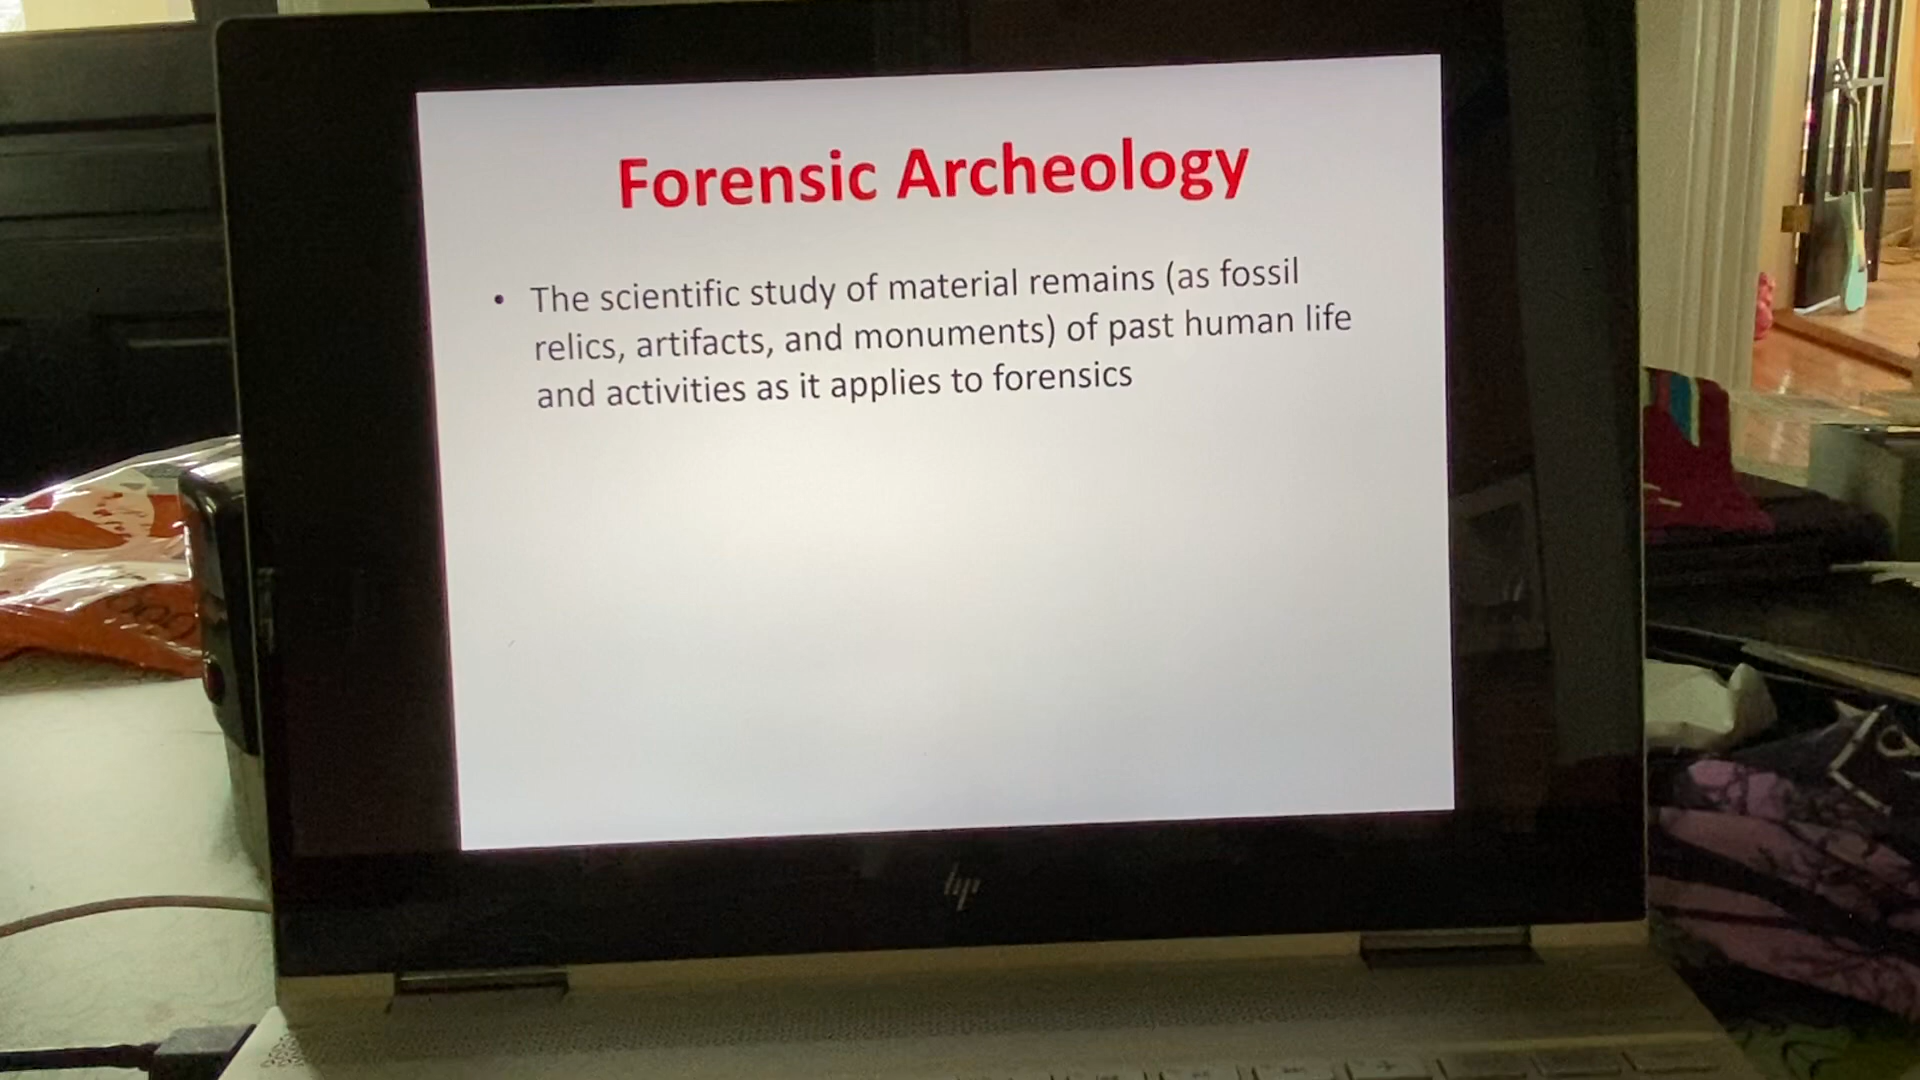 Forensic Archeology
• The scientific study of material remains (as fossil
relics, artifacts, and monuments) of past human life
and activities as it applies to forensics
hp